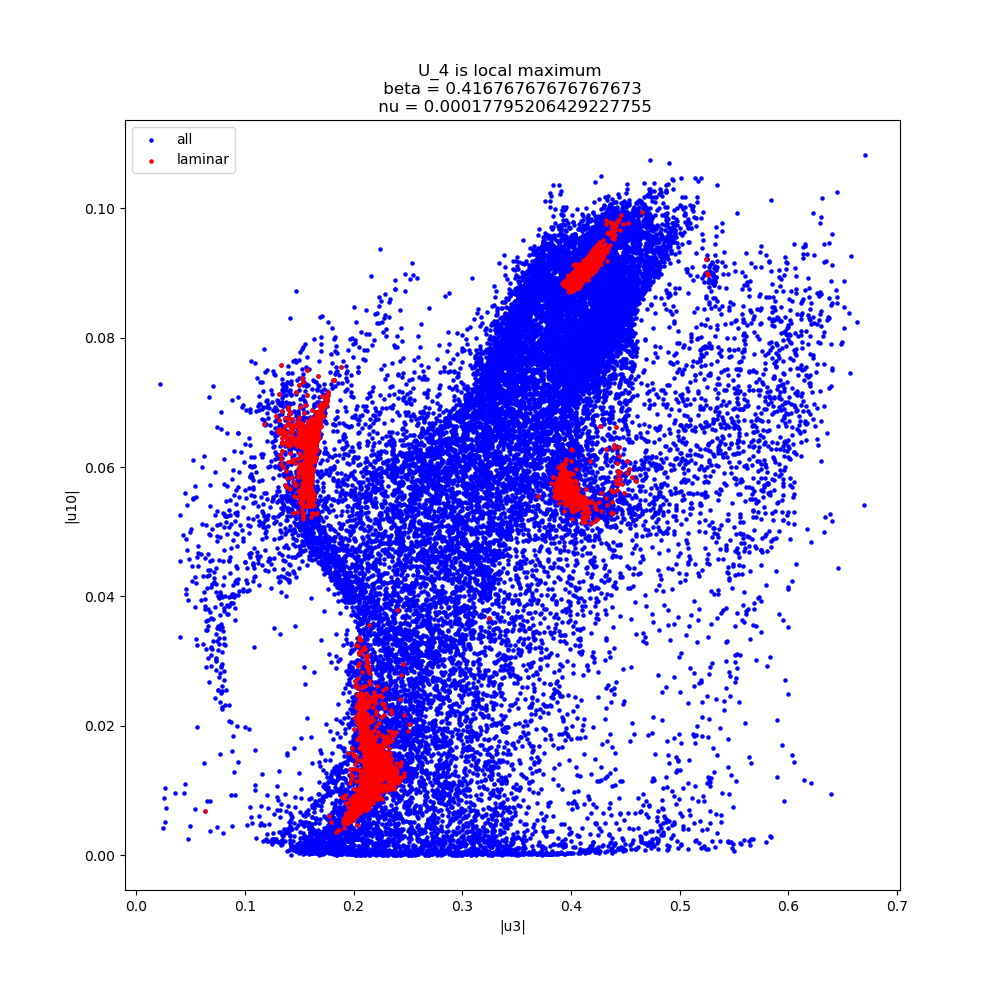 U_4 is local maximum
beta = 0.41676767676767673
nu = 0.00017795206429227755
all
laminar
0.10
0.08
0.06
0.04
0.02
0.00
|u10|
0.0 0.1 0.2 0.3 0.4 0.5 0.6 0.7
|u3|